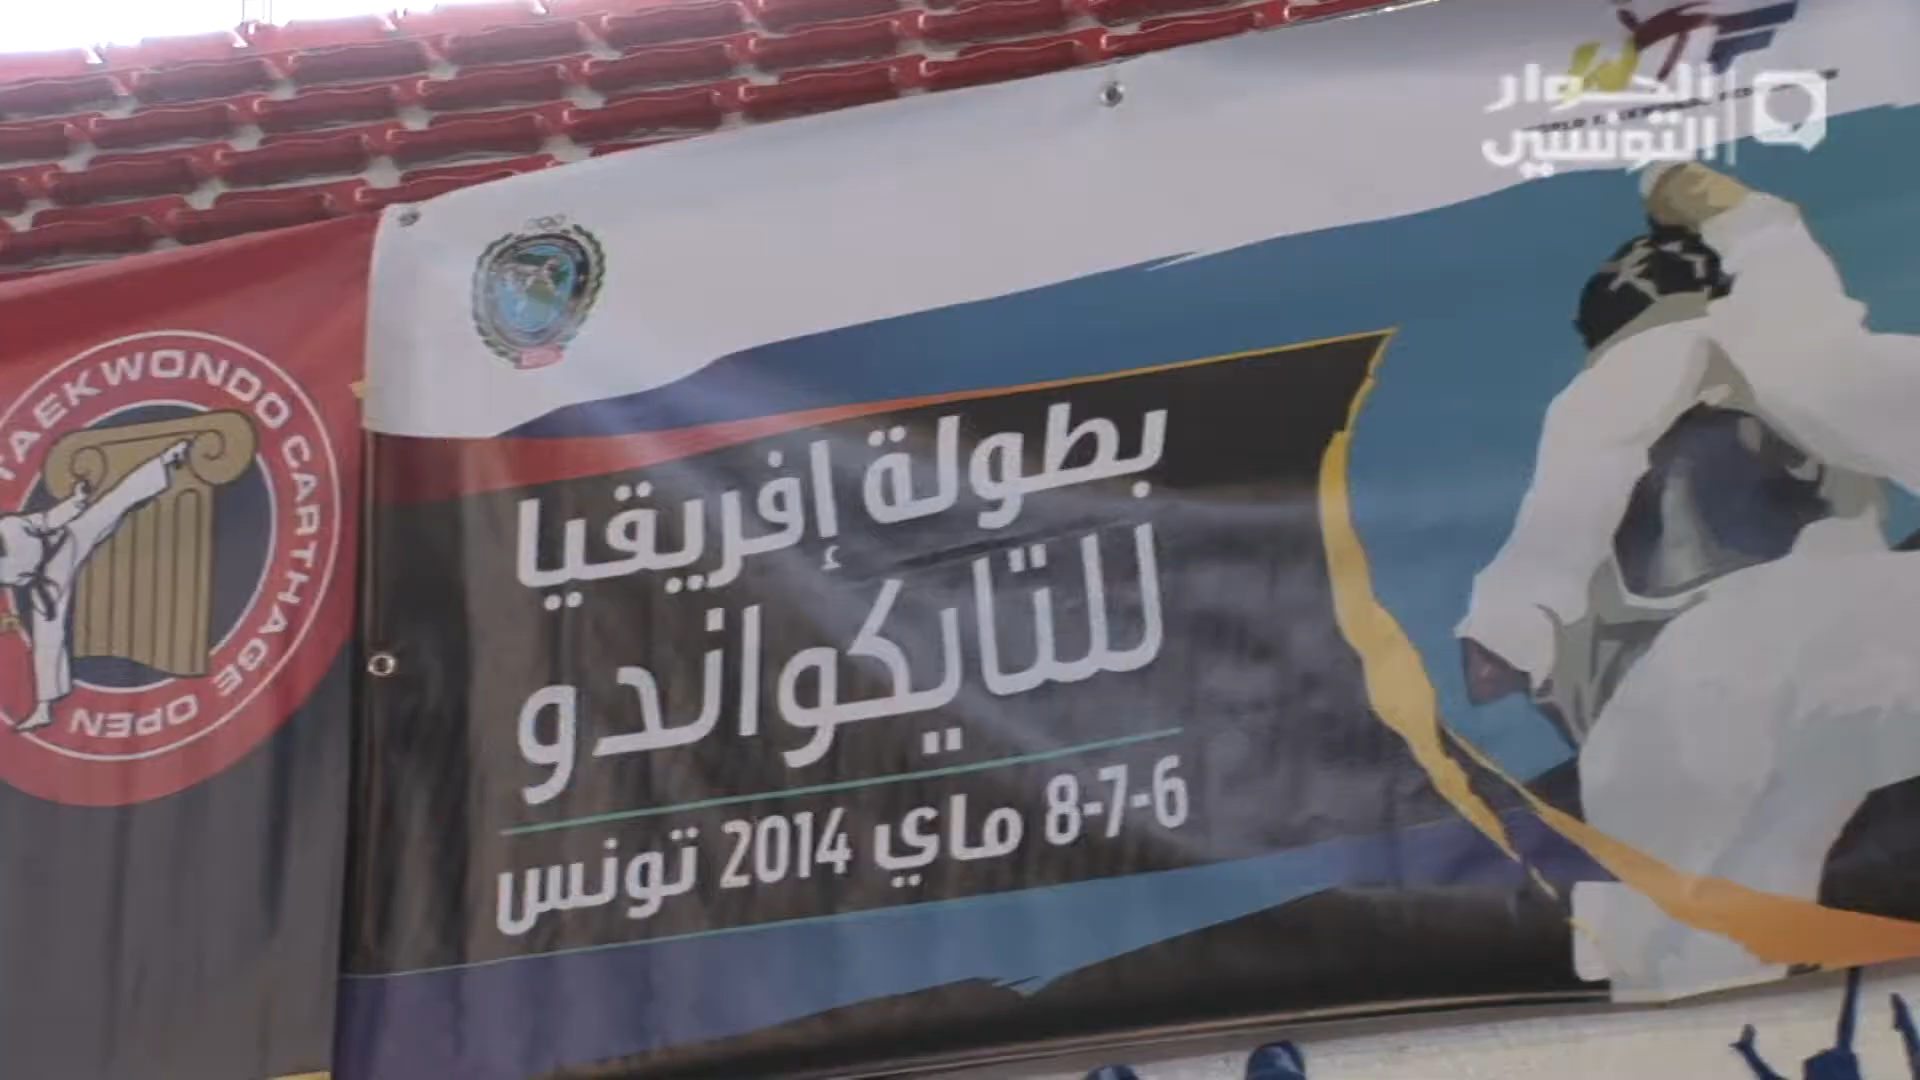 الحوار
التونسي
TAEKWONDO CARTHAGE OPEN
بطولة إفريقيا
للتايكواندو
6-7-8 ماي 2014 تونس